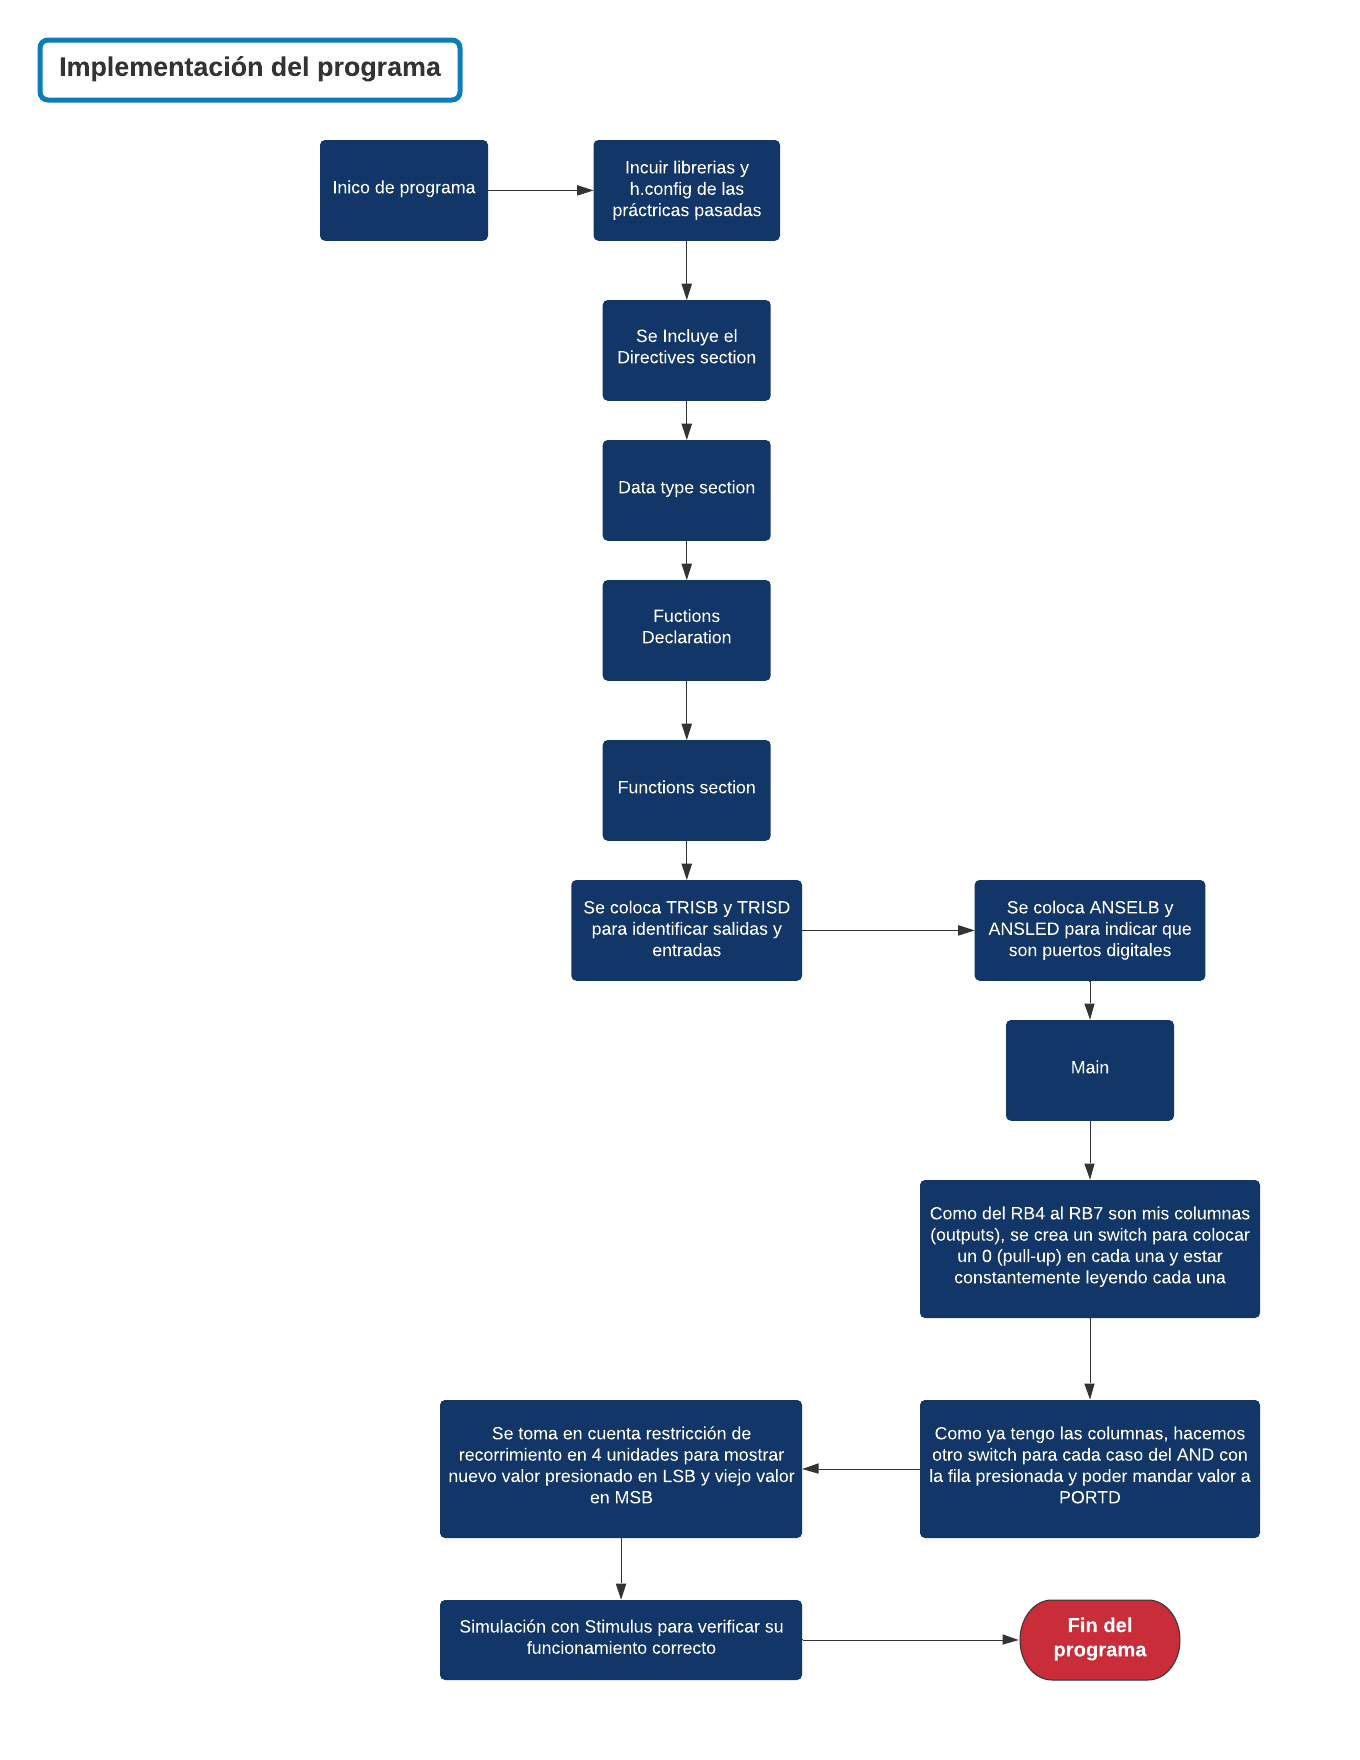 Implementación del programa
Inico de programa
Incuir librerias y
h.config de las
práctricas pasadas
Se Incluye el
Directives section
Data type section
Fuctions
Declaration
Functions section
Se coloca TRISB y TRISD
para identificar salidas y
entradas
Se coloca ANSELB y
ANSLED para indicar que
son puertos digitales
Main
Como del RB4 al RB7 son mis columnas
(outputs), se crea un switch para colocar
un 0 (pull-up) en cada una y estar
constantemente leyendo cada una
Como ya tengo las columnas, hacemos
otro switch para cada caso del AND con
la fila presionada y poder mandar valor a
PORTD
Se toma en cuenta restricción de
recorrimiento en 4 unidades para mostrar
nuevo valor presionado en LSB y viejo valor
en MSB
Simulación con Stimulus para verificar su
funcionamiento correcto
Fin del
programa